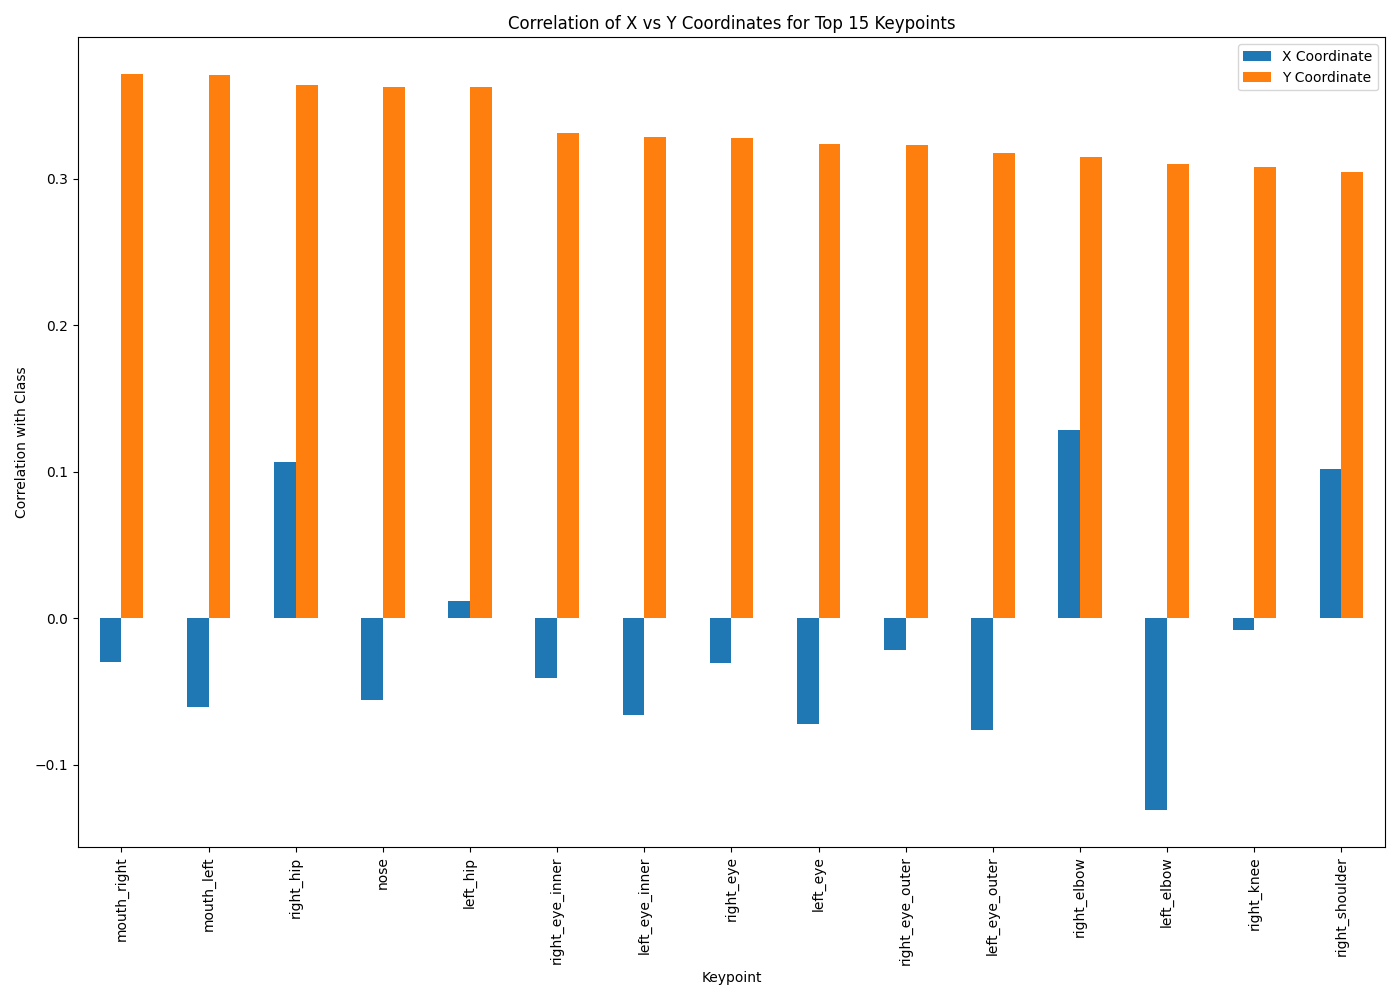 Correlation of X vs Y Coordinates for Top 15 Keypoints
X Coordinate
Y Coordinate
Correlation with Class
0.3
0.2
0.1
0.0
−0.1
mouth_right
mouth_left
right_hip
nose
left_hip
right_eye_inner
left_eye_inner
right_eye
left_eye
right_eye_outer
left_eye_outer
right_elbow
left_elbow
right_knee
right_shoulder
Keypoint